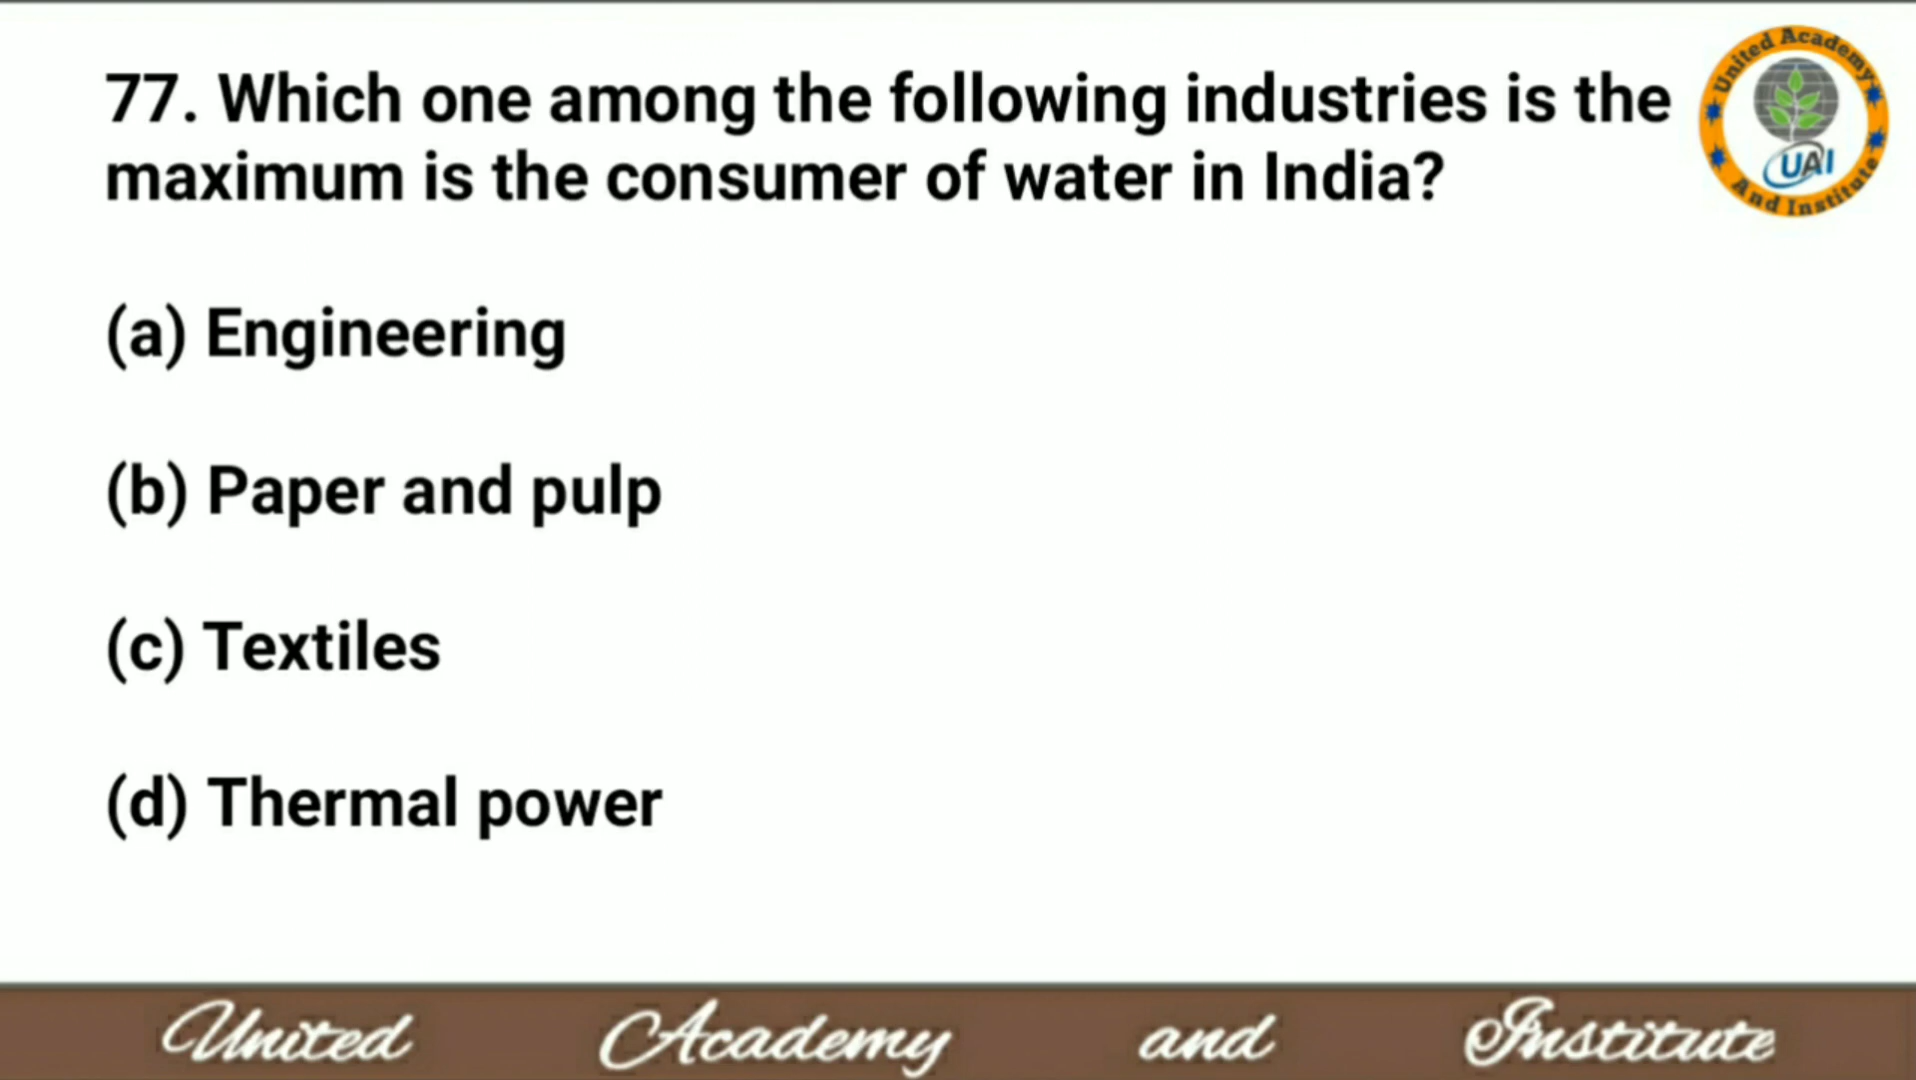 77. Which one among the following industries is the
maximum is the consumer of water in India?
United Academy
UAI
And Institute
(a) Engineering
(b) Paper and pulp
(c) Textiles
(d) Thermal power
United Academy and Institute